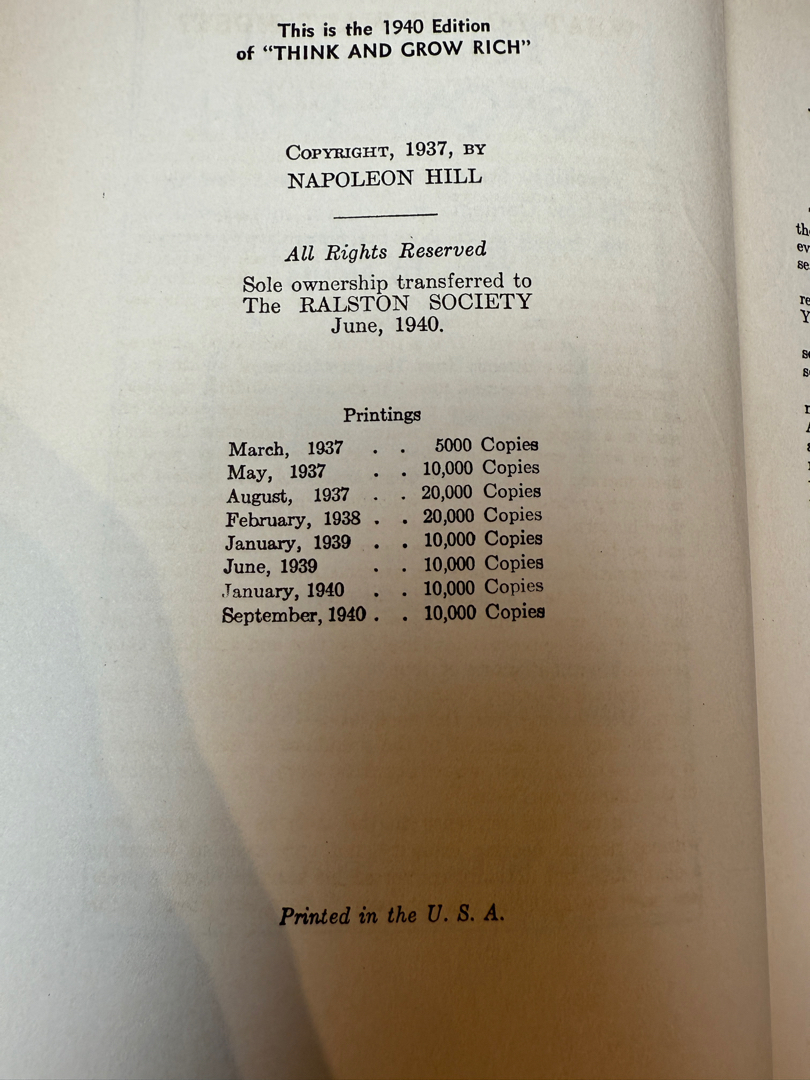 This is the 1940 Edition
of “THINK AND GROW RICH”
COPYRIGHT, 1937, BY
NAPOLEON HILL
All Rights Reserved
Sole ownership transferred to
The RALSTON SOCIETY
June, 1940.
Printings
March, 1937 . . 5000 Copies
May, 1937 . . 10,000 Copies
August, 1937 . . 20,000 Copies
February, 1938 . . 20,000 Copies
January, 1939 . . 10,000 Copies
June, 1939 . . 10,000 Copies
January, 1940 . . 10,000 Copies
September, 1940 . . 10,000 Copies
Printed in the U. S. A.